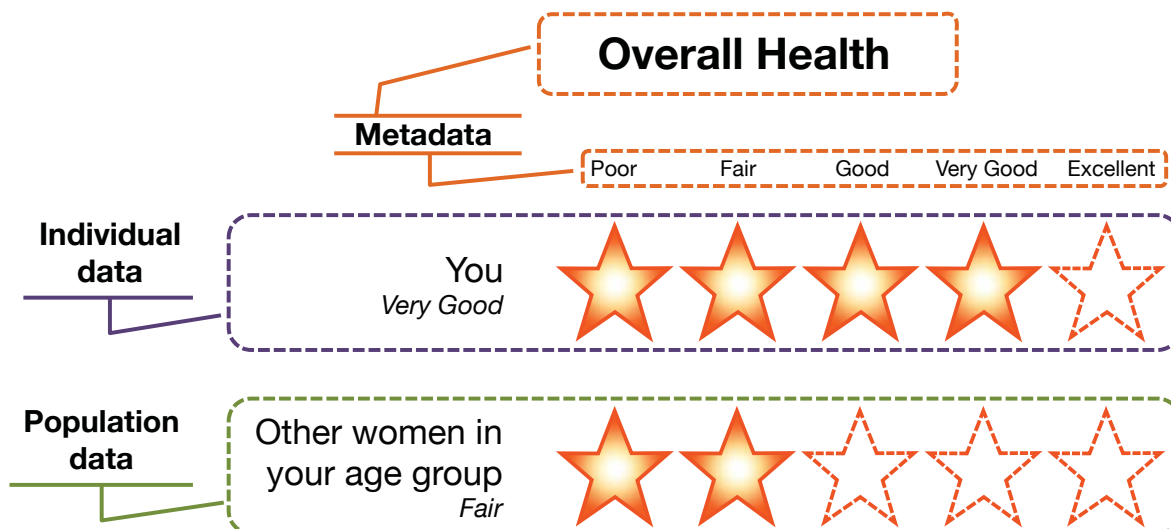 Overall Health
Metadata
Poor Fair Good Very Good Excellent
Individual
data
You
Very Good
Population
data
Other women in
your age group
Fair